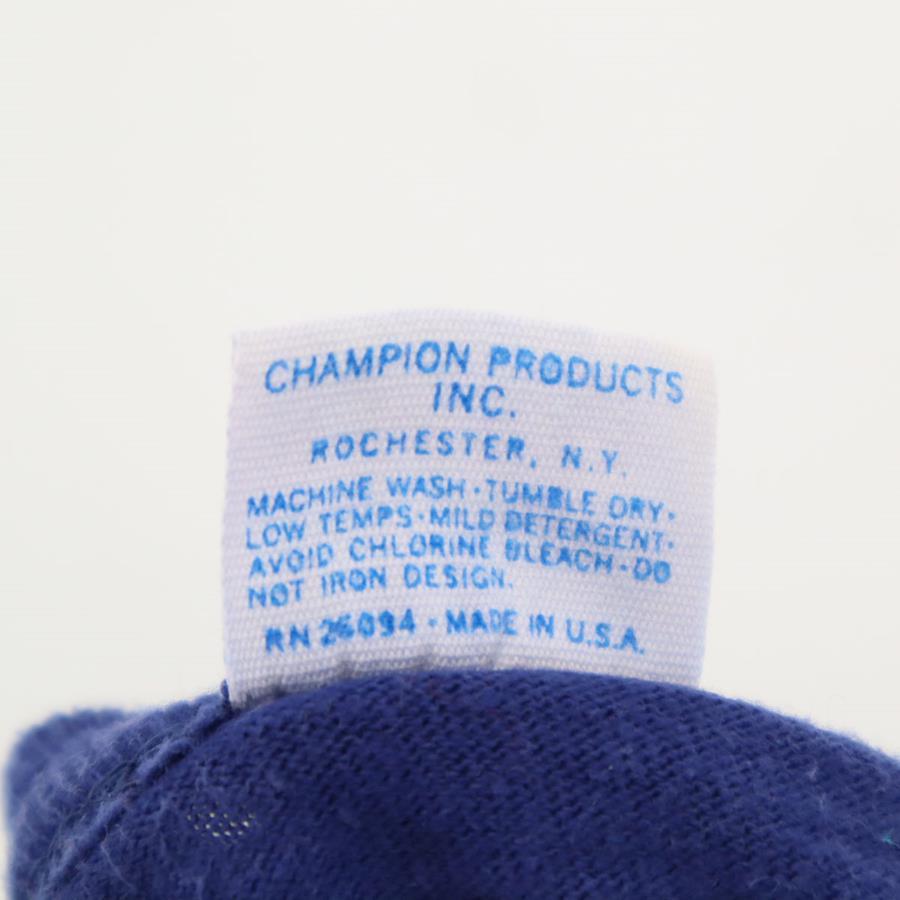 CHAMPION PRODUCTS
INC.
ROCHESTER, N.Y.
MACHINE WASH·TUMBLE DRY·
LOW TEMPS·MILD DETERGENT·
AVOID CHLORINE BLEACH·DO
NOT IRON DESIGN.
RN 26094 · MADE IN U.S.A.